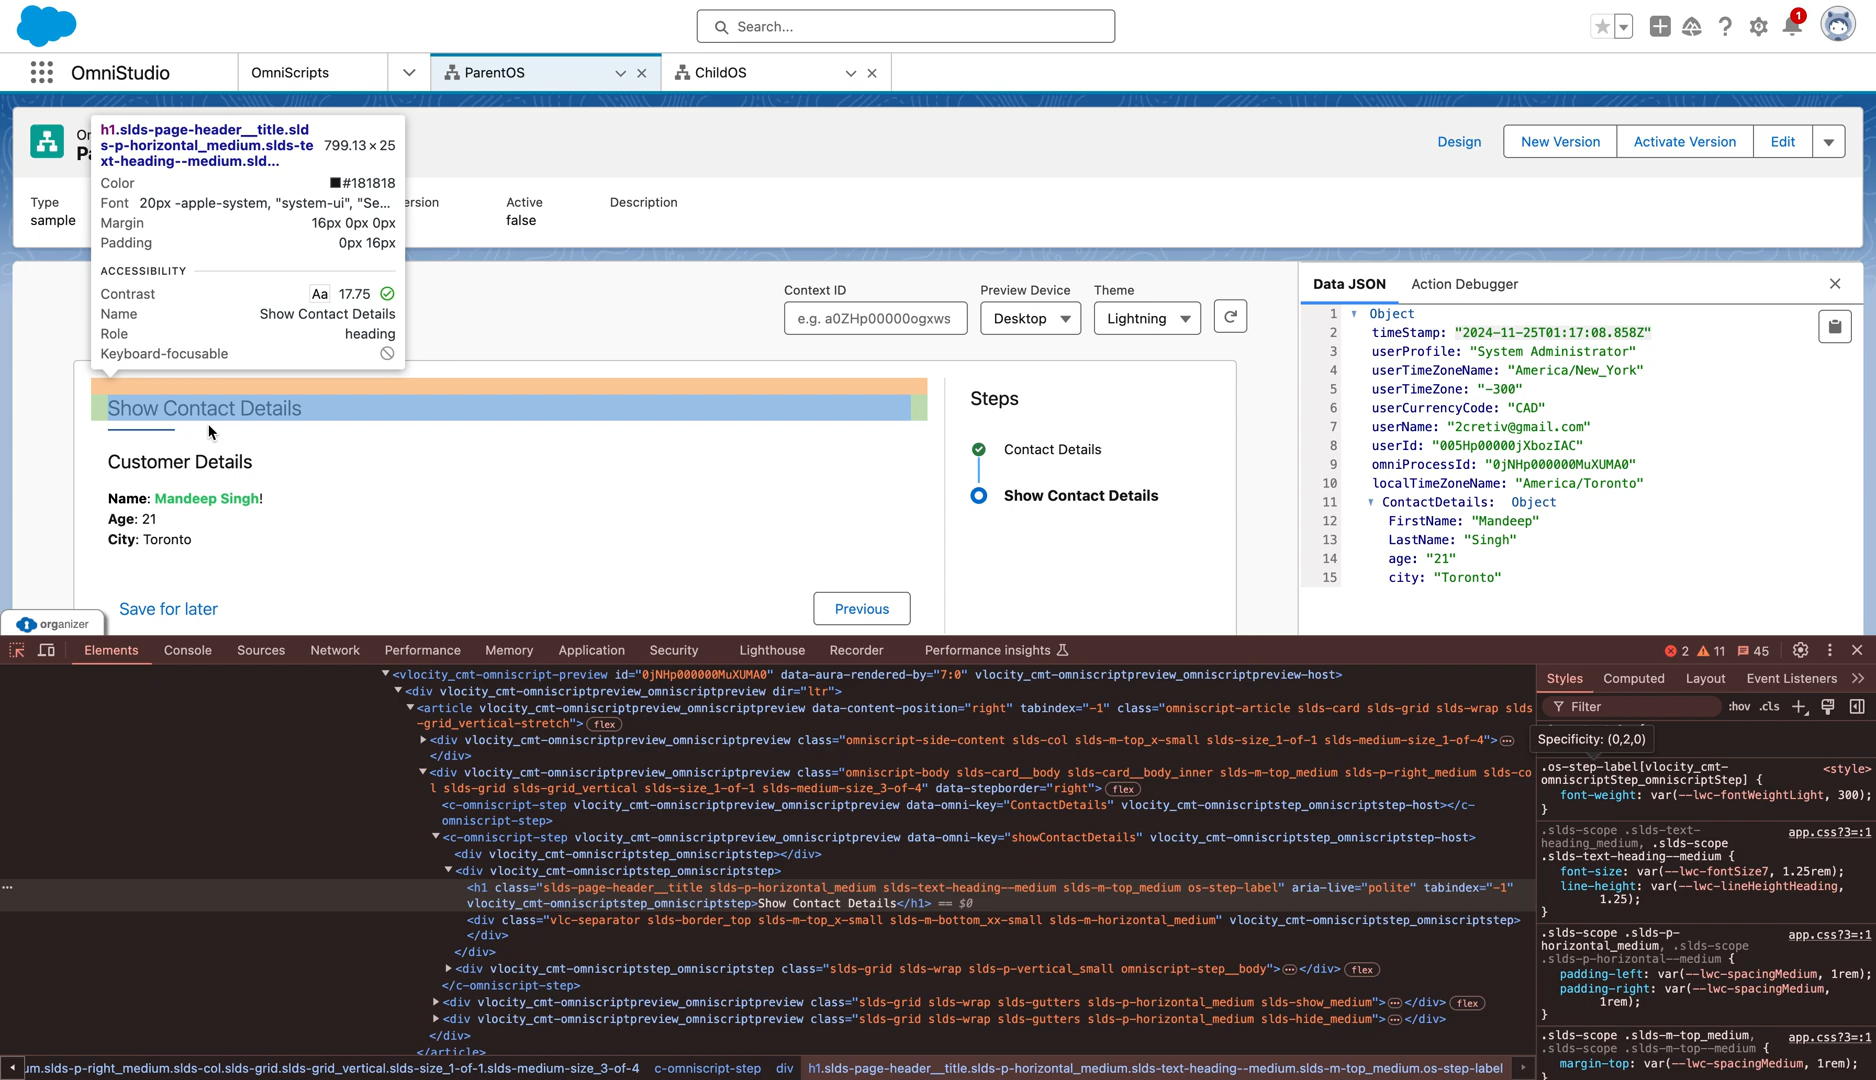 Search...
1
OmniStudio
OmniScripts
ParentOS
ChildOS
h1.slds-page-header__title.sld
s-p-horizontal_medium.slds-te
xt-heading--medium.sld...
799.13 × 25
Color #181818
Font 20px -apple-system, "system-ui", "Se...
Margin 16px 0px 0px
Padding 0px 16px
ACCESSIBILITY
Contrast Aa 17.75
Name Show Contact Details
Role heading
Keyboard-focusable
Design
New Version
Activate Version
Edit
Type
sample
Active
false
Description
Context ID
e.g. a0ZHp00000ogxws
Preview Device
Desktop
Theme
Lightning
Show Contact Details
Customer Details
Name: Mandeep Singh!
Age: 21
City: Toronto
Save for later
Previous
organizer
Steps
Contact Details
Show Contact Details
Data JSON
Action Debugger
1 Object
2 timeStamp: "2024-11-25T01:17:08.858Z"
3 userProfile: "System Administrator"
4 userTimeZoneName: "America/New_York"
5 userTimeZone: "-300"
6 userCurrencyCode: "CAD"
7 userName: "2cretiv@gmail.com"
8 userId: "005Hp00000jXbozIAC"
9 omniProcessId: "0jNHp000000MuXUMA0"
10 localTimeZoneName: "America/Toronto"
11 ContactDetails: Object
12 FirstName: "Mandeep"
13 LastName: "Singh"
14 age: "21"
15 city: "Toronto"
Elements Console Sources Network Performance Memory Application Security Lighthouse Recorder Performance insights
2 11 45
<vlocity_cmt-omniscript-preview id="0jNHp000000MuXUMA0" data-aura-rendered-by="7:0" vlocity_cmt-omniscriptpreview_omniscriptpreview-host>
<div vlocity_cmt-omniscriptpreview_omniscriptpreview dir="ltr">
<article vlocity_cmt-omniscriptpreview_omniscriptpreview data-content-position="right" tabindex="-1" class="omniscript-article slds-card slds-grid slds-wrap slds
-grid_vertical-stretch"> flex
<div vlocity_cmt-omniscriptpreview_omniscriptpreview class="omniscript-side-content slds-col slds-m-top_x-small slds-size_1-of-1 slds-medium-size_1-of-4">
</div>
<div vlocity_cmt-omniscriptpreview_omniscriptpreview class="omniscript-body slds-card__body slds-card__body_inner slds-m-top_medium slds-p-right_medium slds-co
l slds-grid slds-grid_vertical slds-size_1-of-1 slds-medium-size_3-of-4" data-stepborder="right"> flex
<c-omniscript-step vlocity_cmt-omniscriptpreview_omniscriptpreview data-omni-key="ContactDetails" vlocity_cmt-omniscriptstep_omniscriptstep-host></c-
omniscript-step>
<c-omniscript-step vlocity_cmt-omniscriptpreview_omniscriptpreview data-omni-key="showContactDetails" vlocity_cmt-omniscriptstep_omniscriptstep-host>
<div vlocity_cmt-omniscriptstep_omniscriptstep></div>
<div vlocity_cmt-omniscriptstep_omniscriptstep>
<h1 class="slds-page-header__title slds-p-horizontal_medium slds-text-heading--medium slds-m-top_medium os-step-label" aria-live="polite" tabindex="-1"
vlocity_cmt-omniscriptstep_omniscriptstep>Show Contact Details</h1> == $0
<div class="vlc-separator slds-border_top slds-m-top_x-small slds-m-bottom_xx-small slds-m-horizontal_medium" vlocity_cmt-omniscriptstep_omniscriptstep>
</div>
</div>
<div vlocity_cmt-omniscriptstep_omniscriptstep class="slds-grid slds-wrap slds-p-vertical_small omniscript-step__body"></div> flex
</c-omniscript-step>
<div vlocity_cmt-omniscriptpreview_omniscriptpreview class="slds-grid slds-wrap slds-gutters slds-p-horizontal_medium slds-show_medium"></div> flex
<div vlocity_cmt-omniscriptpreview_omniscriptpreview class="slds-grid slds-wrap slds-gutters slds-p-horizontal_medium slds-hide_medium"></div>
</div>
</article>
um.slds-p-right_medium.slds-col.slds-grid.slds-grid_vertical.slds-size_1-of-1.slds-medium-size_3-of-4 c-omniscript-step div h1.slds-page-header__title.slds-p-horizontal_medium.slds-text-heading--medium.slds-m-top_medium.os-step-label
Styles Computed Layout Event Listeners
Filter :hov .cls
Specificity: (0,2,0)
.os-step-label[vlocity_cmt- <style>
omniscriptStep_omniscriptStep] {
font-weight: var(--lwc-fontWeightLight, 300);
}
.slds-scope .slds-text- app.css?3=:1
heading_medium, .slds-scope
.slds-text-heading--medium {
font-size: var(--lwc-fontSize7, 1.25rem);
line-height: var(--lwc-lineHeightHeading,
1.25);
}
.slds-scope .slds-p- app.css?3=:1
horizontal_medium, .slds-scope
.slds-p-horizontal--medium {
padding-left: var(--lwc-spacingMedium, 1rem);
padding-right: var(--lwc-spacingMedium,
1rem);
}
.slds-scope .slds-m-top_medium, app.css?3=:1
.slds-scope .slds-m-top--medium {
margin-top: var(--lwc-spacingMedium, 1rem);